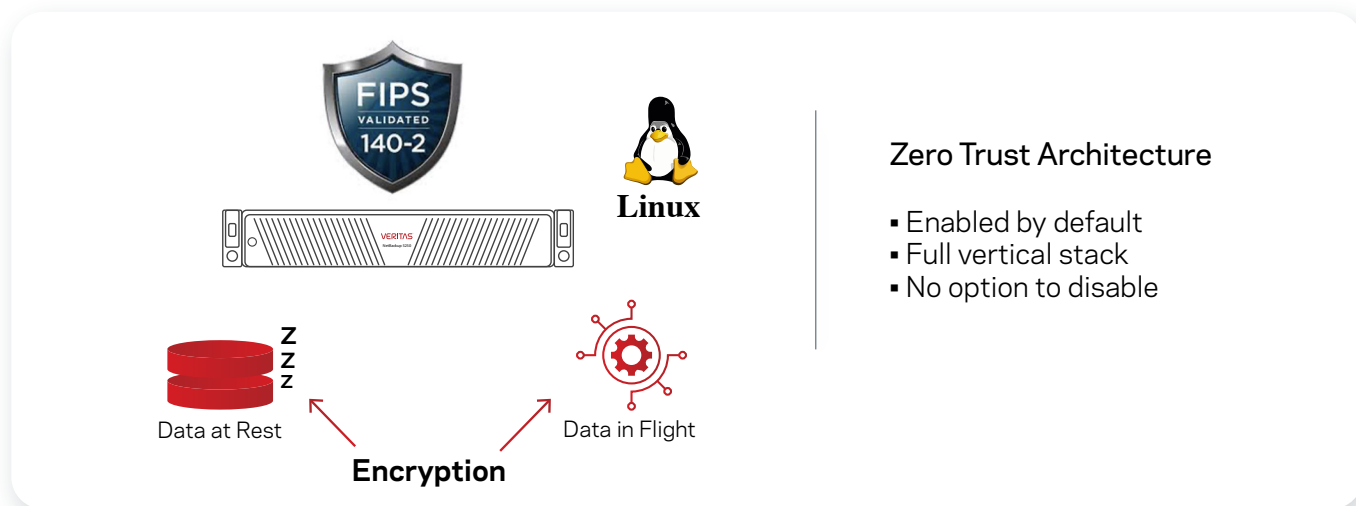 FIPS
VALIDATED
140-2
Linux
VERITAS
Zero Trust Architecture
▪ Enabled by default
▪ Full vertical stack
▪ No option to disable
Z
Z
Z
Data at Rest
Data in Flight
Encryption